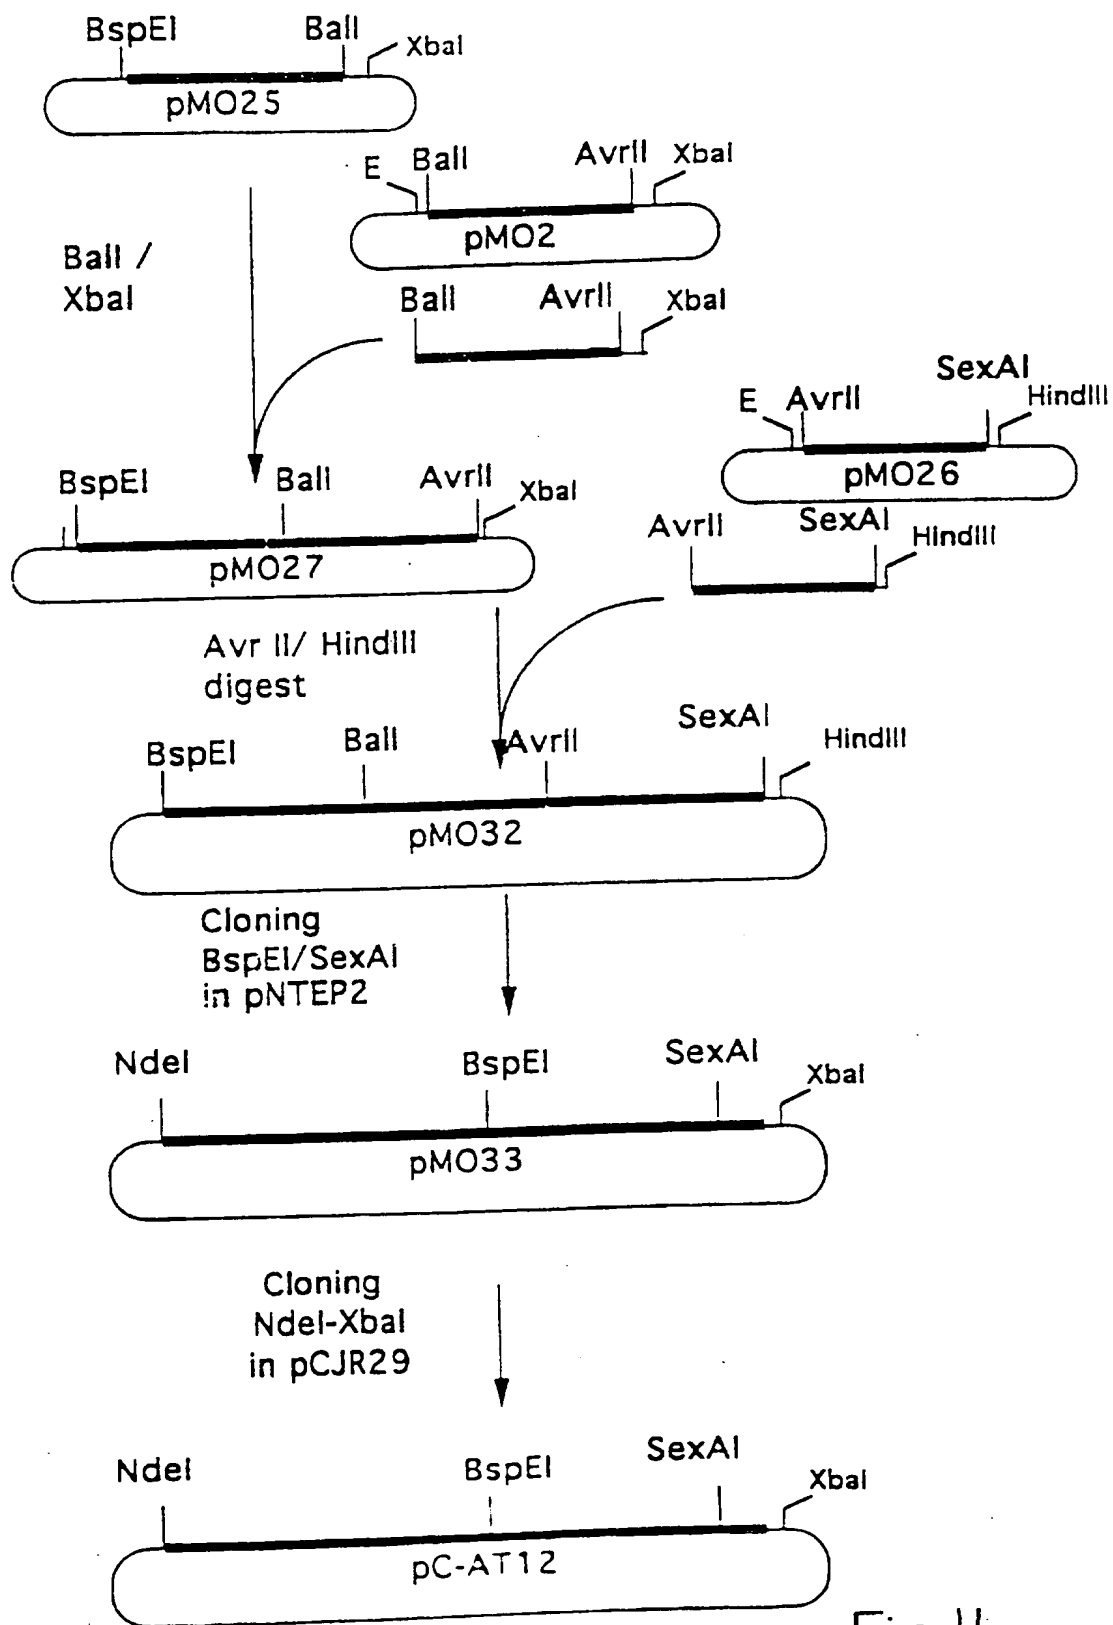 BspEI BalI XbaI
pMO25
E BalI AvrII XbaI
pMO2
BalI /
XbaI
BalI AvrII XbaI
SexAI
E AvrII HindIII
pMO26
BspEI BalI AvrII XbaI
pMO27
AvrII SexAI HindIII
Avr II/ HindIII
digest
BspEI BalI AvrII SexAI HindIII
pMO32
Cloning
BspEI/SexAI
in pNTEP2
NdeI BspEI SexAI XbaI
pMO33
Cloning
NdeI-XbaI
in pCJR29
NdeI BspEI SexAI XbaI
pC-AT12